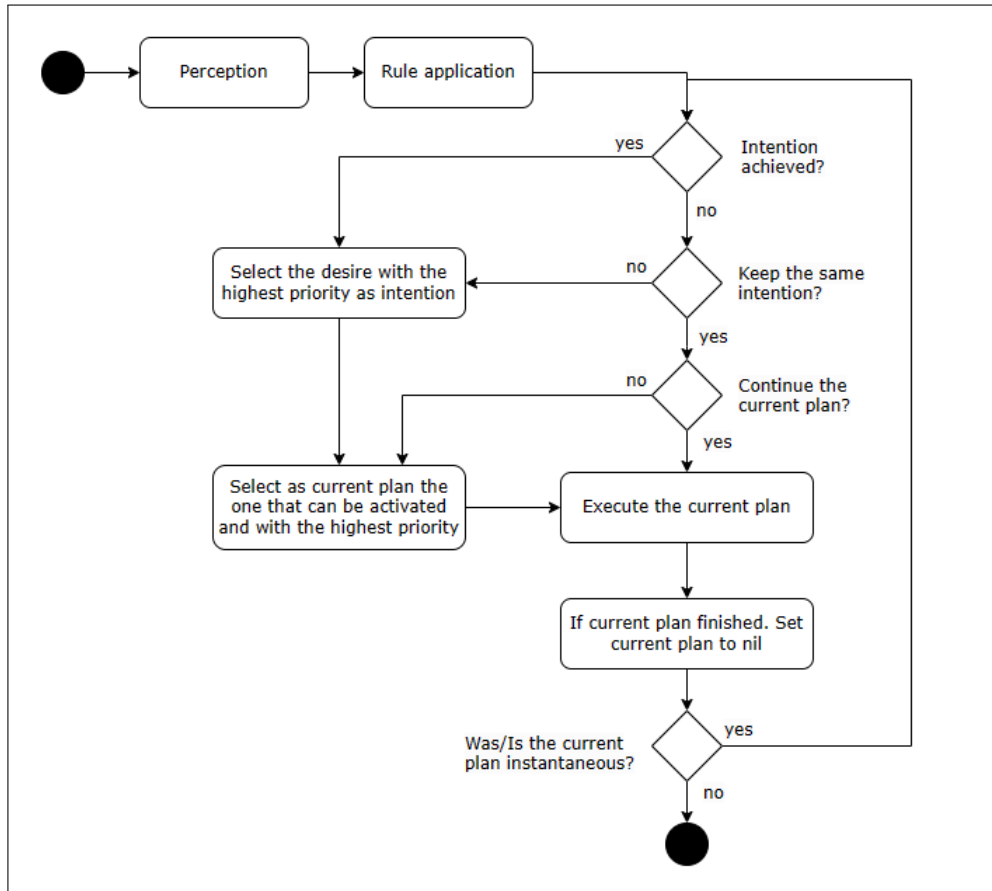 Perception
Rule application
yes
Intention
achieved?
no
Select the desire with the
highest priority as intention
no
Keep the same
intention?
yes
no
Continue the
current plan?
yes
Select as current plan the
one that can be activated
and with the highest priority
Execute the current plan
If current plan finished. Set
current plan to nil
Was/Is the current
plan instantaneous?
yes
no